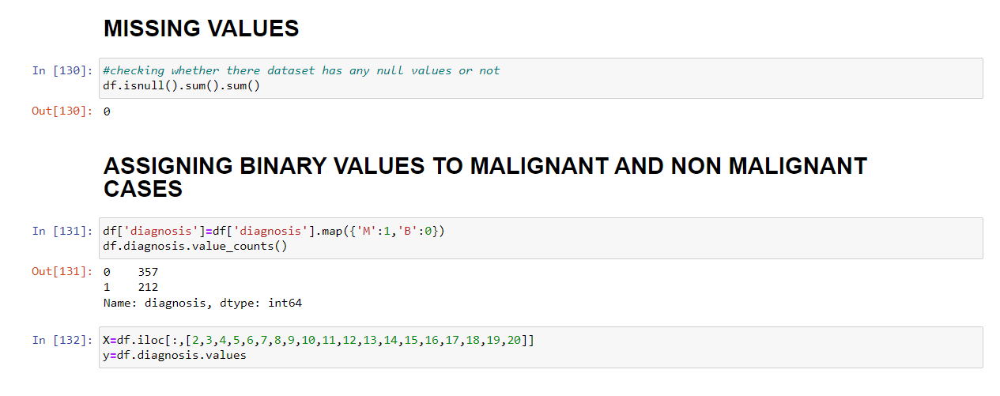 MISSING VALUES
In [130]: #checking whether there dataset has any null values or not
df.isnull().sum().sum()
Out[130]: 0
ASSIGNING BINARY VALUES TO MALIGNANT AND NON MALIGNANT
CASES
In [131]: df['diagnosis']=df['diagnosis'].map({'M':1,'B':0})
df.diagnosis.value_counts()
Out[131]: 0    357
1    212
Name: diagnosis, dtype: int64
In [132]: X=df.iloc[:,[2,3,4,5,6,7,8,9,10,11,12,13,14,15,16,17,18,19,20]]
y=df.diagnosis.values